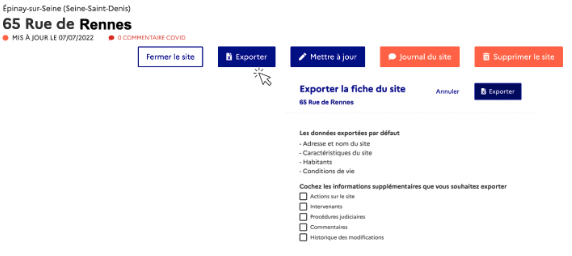 Épinay-sur-Seine (Seine-Saint-Denis)
65 Rue de Rennes
MIS À JOUR LE 07/07/2022 0 COMMENTAIRE COVID
Fermer le site Exporter Mettre à jour Journal du site Supprimer le site
Exporter la fiche du site Annuler Exporter
65 Rue de Rennes
Les données exportées par défaut
- Adresse et nom du site
- Caractéristiques du site
- Habitants
- Conditions de vie
Cochez les informations supplémentaires que vous souhaitez exporter
Actions sur le site
Intervenants
Procédures judiciaires
Commentaires
Historique des modifications